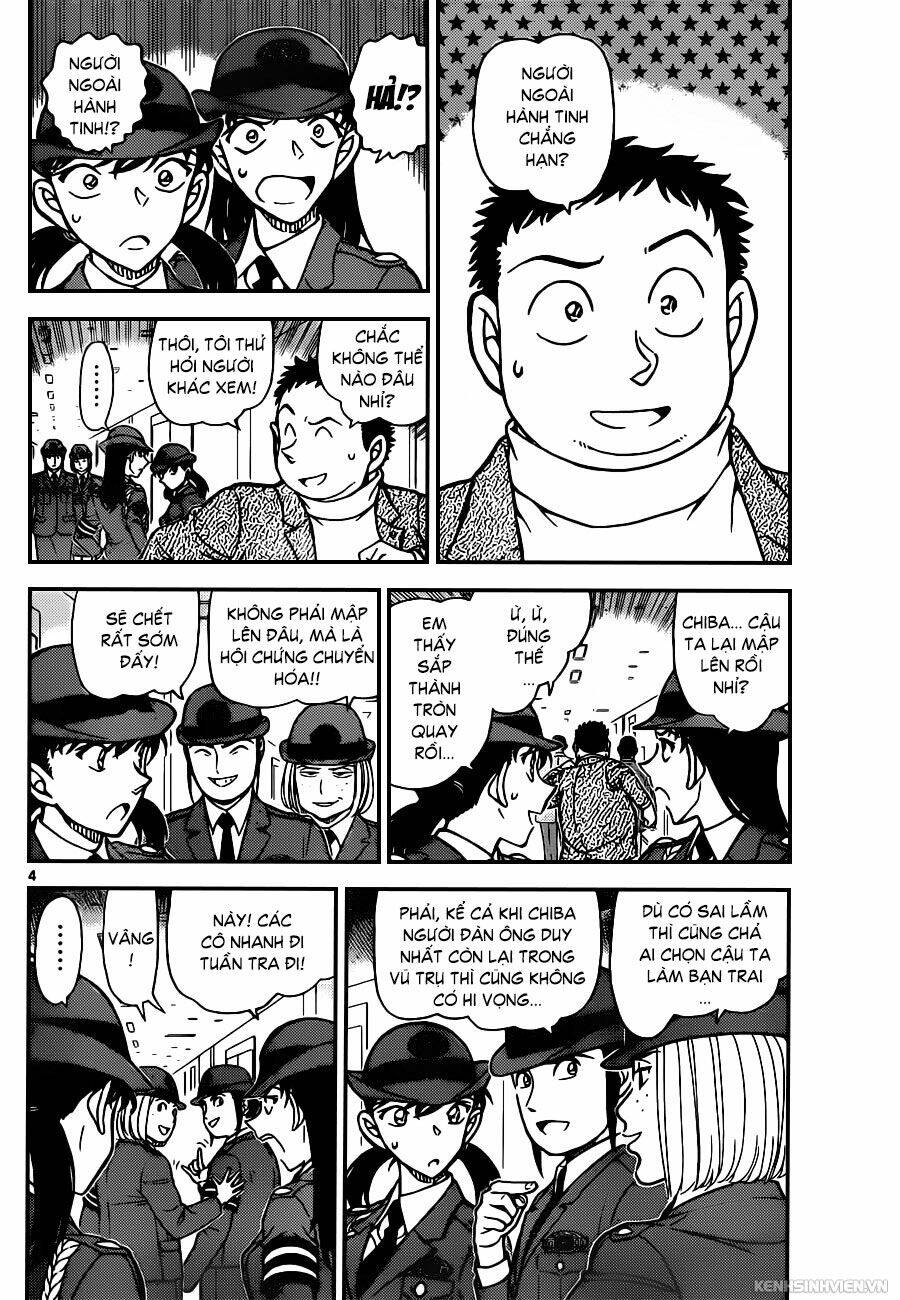 NGƯỜI
NGOÀI
HÀNH TINH
CHẲNG
HẠN?
HẢ!?
NGƯỜI
NGOÀI
HÀNH
TINH!?
CHẮC
KHÔNG THỂ
NÀO ĐÂU
NHỈ?
THÔI, TÔI THỬ
HỎI NGƯỜI
KHÁC XEM!
......
CHIBA... CẬU
TA LẠI MẬP
LÊN RỒI
NHỈ?
Ừ, Ừ,
ĐÚNG
THẾ
...
EM
THẤY
SẮP
THÀNH
TRÒN
QUAY
RỒI...
KHÔNG PHẢI MẬP
LÊN ĐÂU, MÀ LÀ
HỘI CHỨNG CHUYỂN
HÓA!!
SẼ CHẾT
RẤT SỚM
ĐẤY!
4
DÙ CÓ SAI LẦM
THÌ CŨNG CHẢ
AI CHỌN CẬU TA
LÀM BẠN TRAI
...
PHẢI, KỂ CẢ KHI CHIBA
NGƯỜI ĐÀN ÔNG DUY
NHẤT CÒN LẠI TRONG
VŨ TRỤ THÌ CŨNG KHÔNG
CÓ HI VỌNG...
NÀY! CÁC
CÔ NHANH ĐI
TUẦN TRA ĐI!
VÂNG
!
......
KENHSINHVIEN.VN